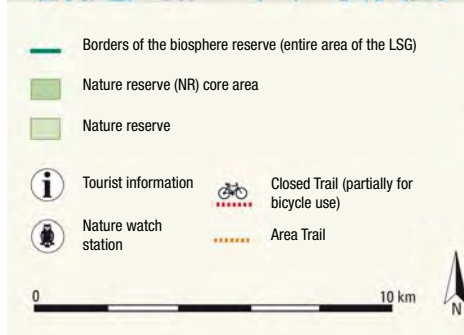 Borders of the biosphere reserve (entire area of the LSG)
Nature reserve (NR) core area
Nature reserve
i
Tourist information
Closed Trail (partially for
bicycle use)
Nature watch
station
Area Trail
0
10 km
N